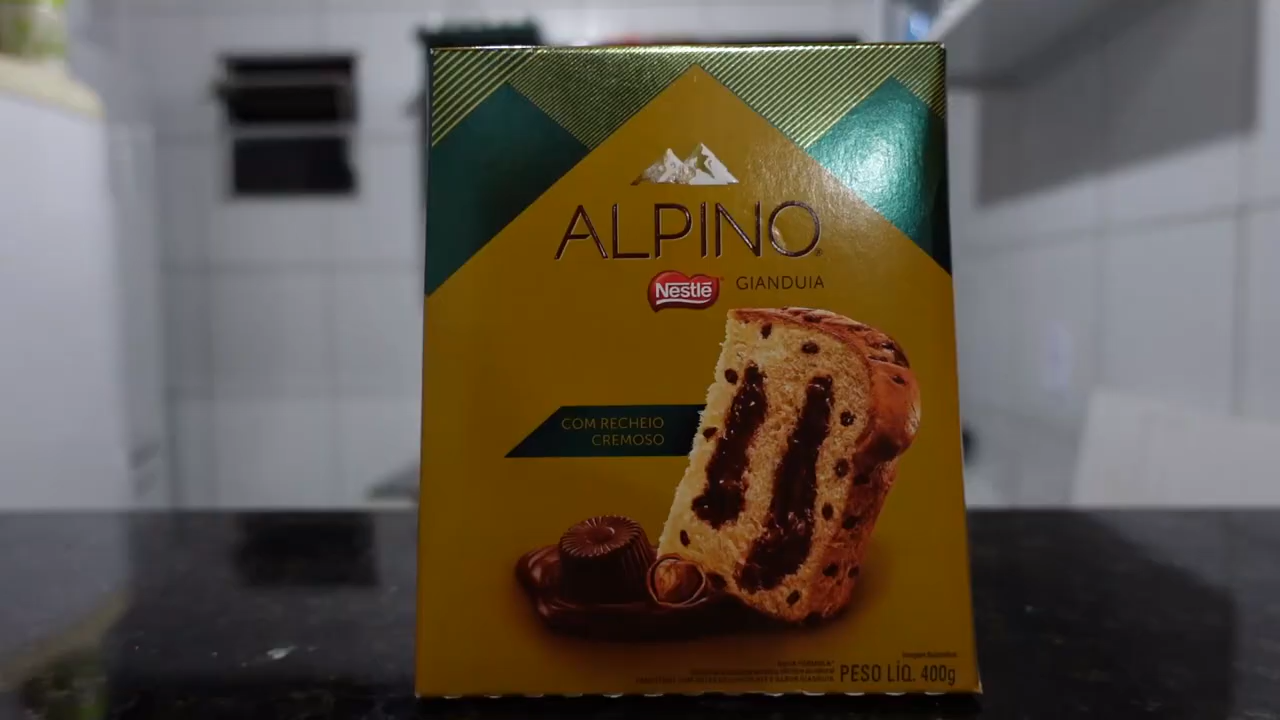 ALPINO
Nestlé GIANDUIA
COM RECHEIO
CREMOSO
PESO LÍQ. 400g